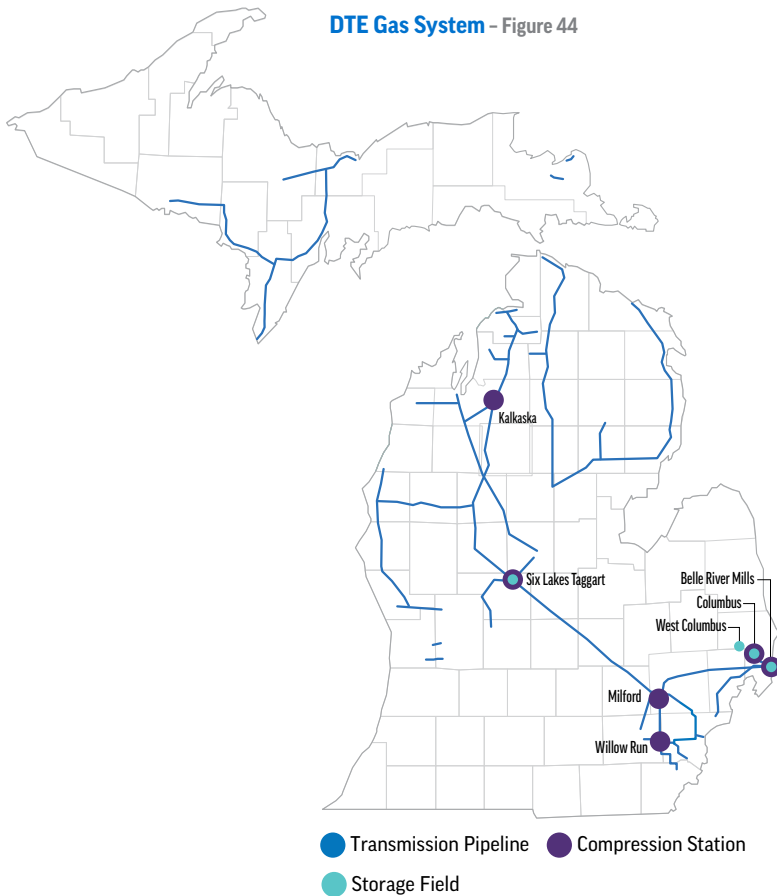 DTE Gas System – Figure 44
Kalkaska
Six Lakes Taggart
Belle River Mills
Columbus
West Columbus
Milford
Willow Run
Transmission Pipeline
Compression Station
Storage Field